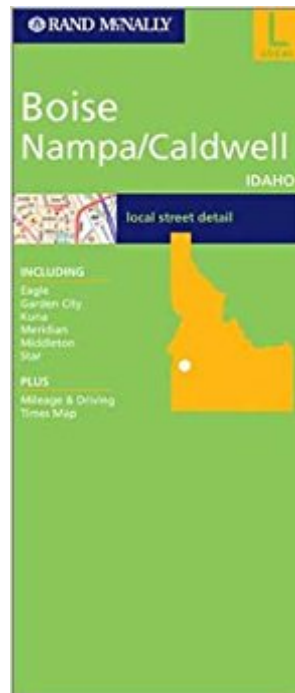 RAND McNALLY
L
LOCAL
Boise
Nampa/Caldwell
IDAHO
local street detail
INCLUDING
Eagle
Garden City
Kuna
Meridian
Middleton
Star
PLUS
Mileage & Driving
Times Map